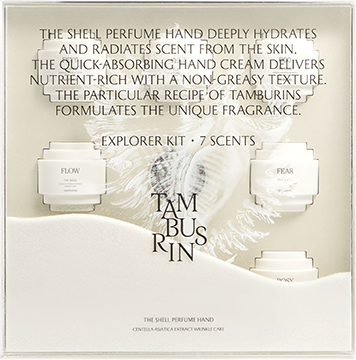 THE SHELL PERFUME HAND DEEPLY HYDRATES
AND RADIATES SCENT FROM THE SKIN.
THE QUICK-ABSORBING HAND CREAM DELIVERS
NUTRIENT-RICH WITH A NON-GREASY TEXTURE.
THE PARTICULAR RECIPE OF TAMBURINS
FORMULATES THE UNIQUE FRAGRANCE.
EXPLORER KIT · 7 SCENTS
FLOW
FEAR
TAM
BUS
RIN
THE SHELL PERFUME HAND
CENTELLA ASIATICA EXTRACT WRINKLE CARE